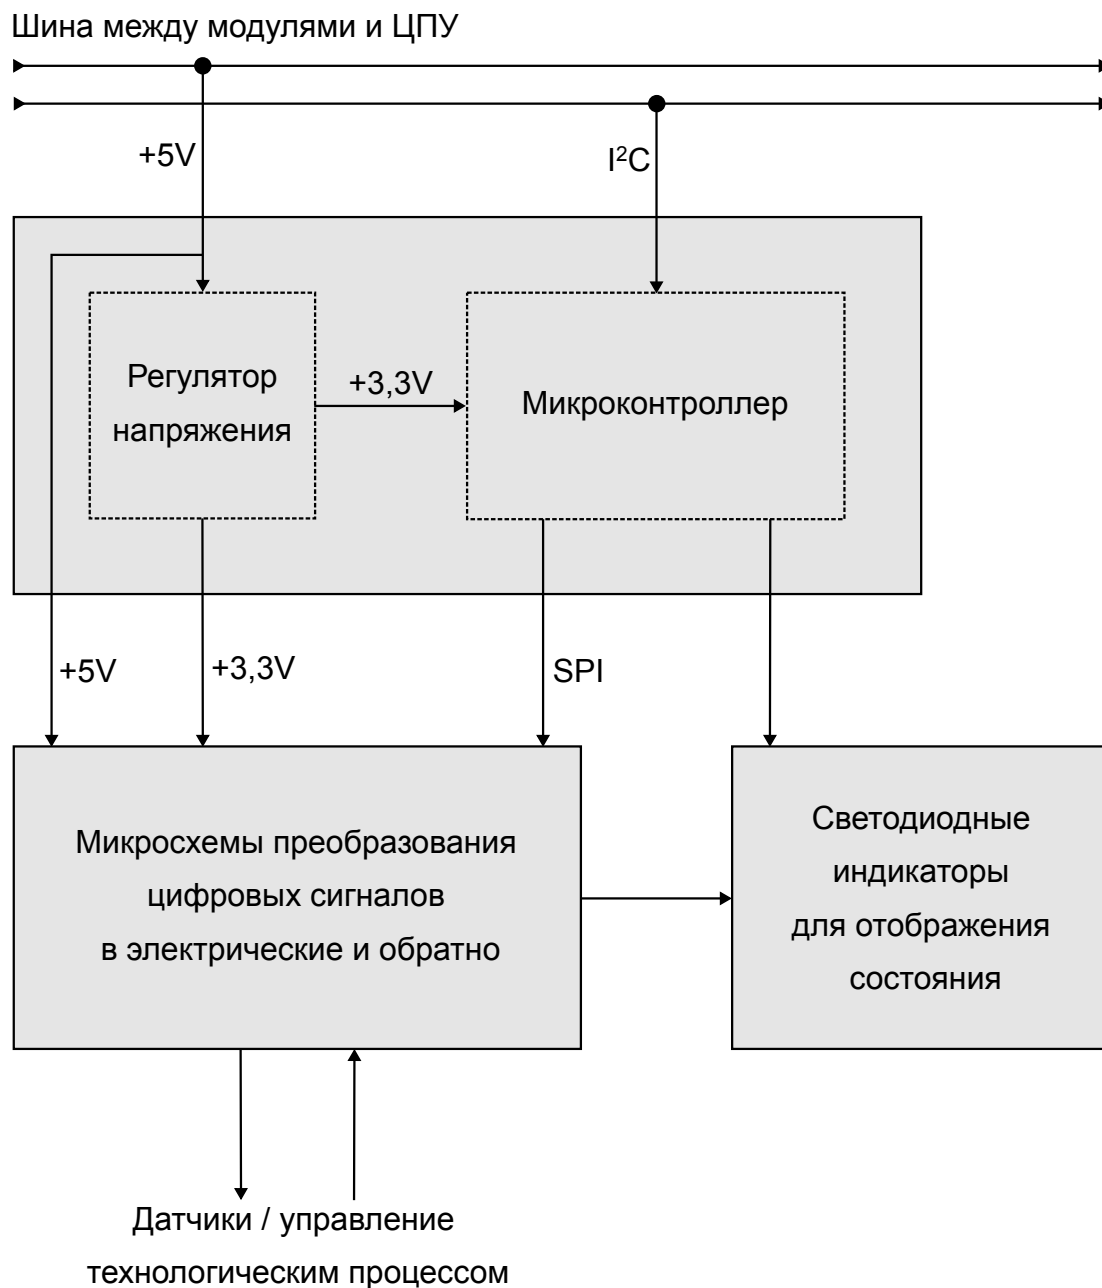 Шина между модулями и ЦПУ
+5V
I²C
Регулятор
напряжения
+3,3V
Микроконтроллер
+5V
+3,3V
SPI
Микросхемы преобразования
цифровых сигналов
в электрические и обратно
Светодиодные
индикаторы
для отображения
состояния
Датчики / управление
технологическим процессом